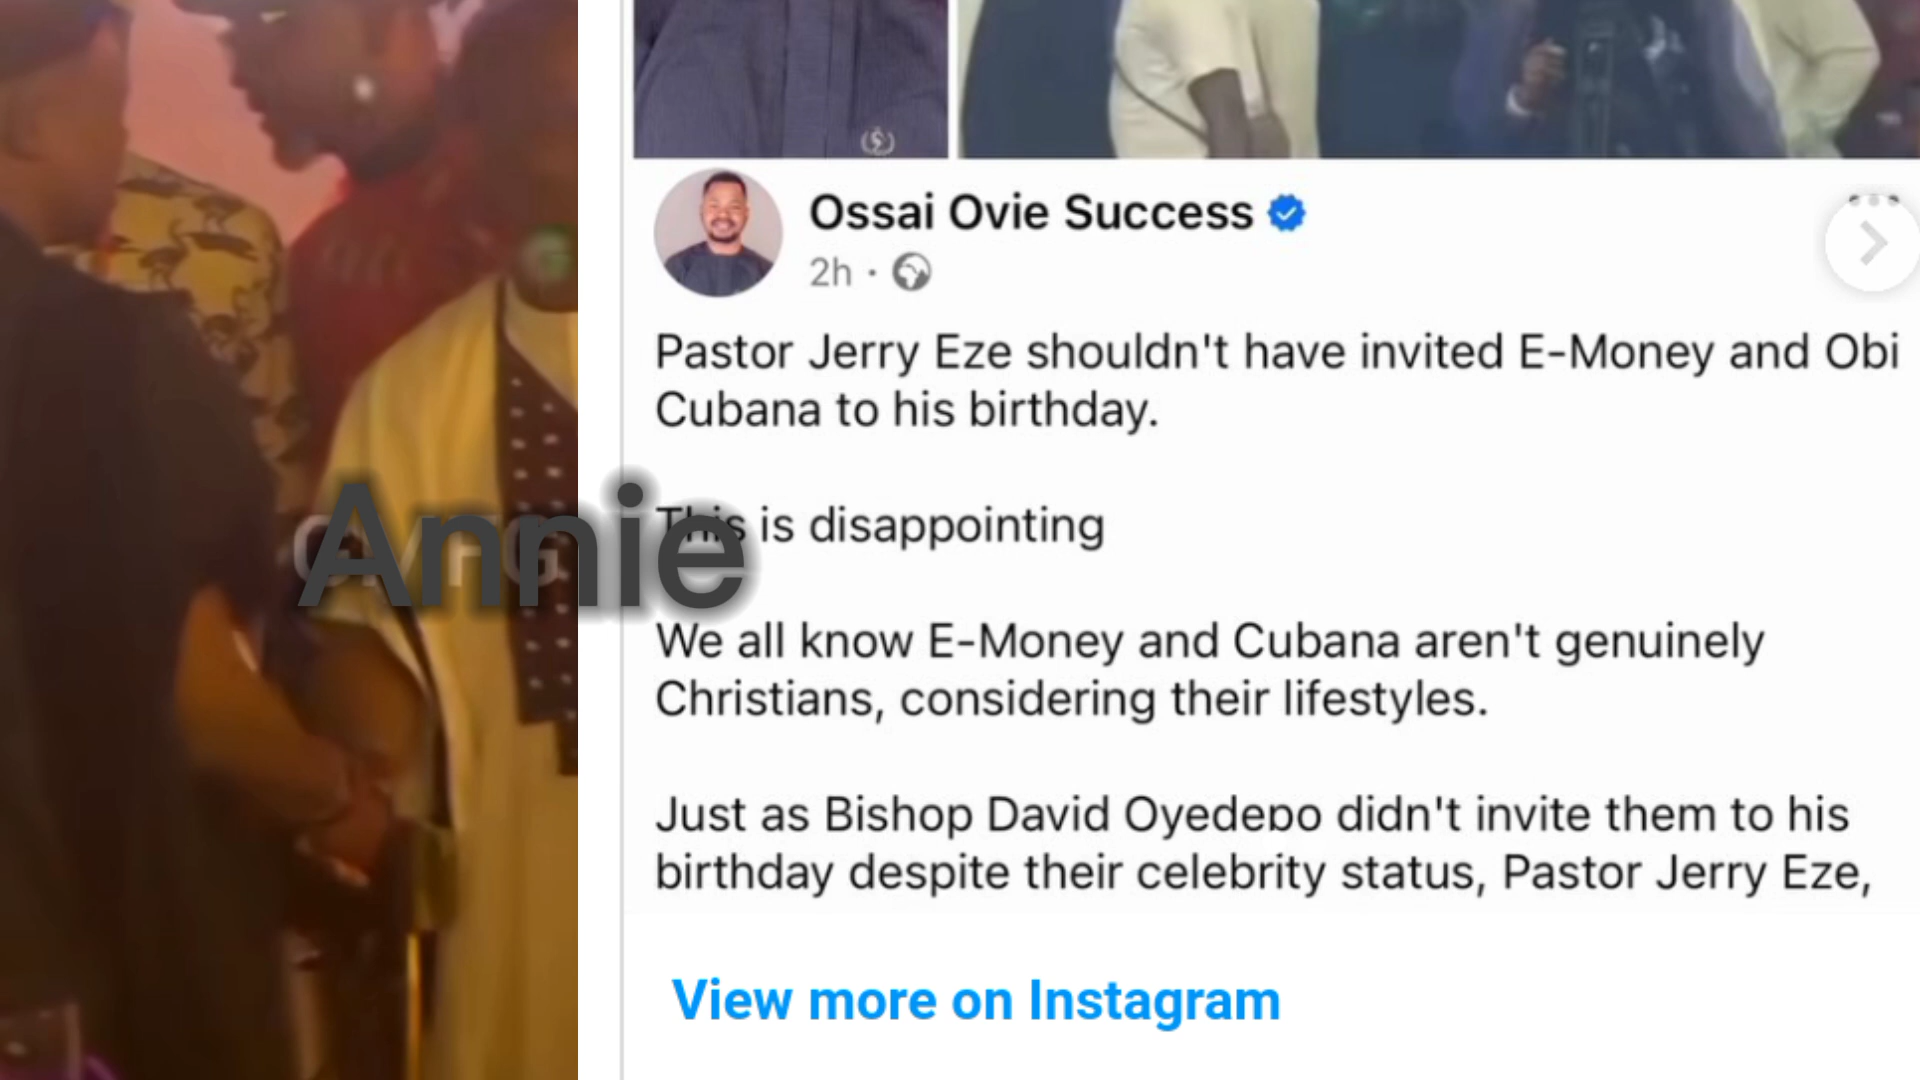 Ossai Ovie Success
2h ·
Pastor Jerry Eze shouldn't have invited E-Money and Obi
Cubana to his birthday.
This is disappointing
Annie
We all know E-Money and Cubana aren't genuinely
Christians, considering their lifestyles.
Just as Bishop David Oyedepo didn't invite them to his
birthday despite their celebrity status, Pastor Jerry Eze,
View more on Instagram